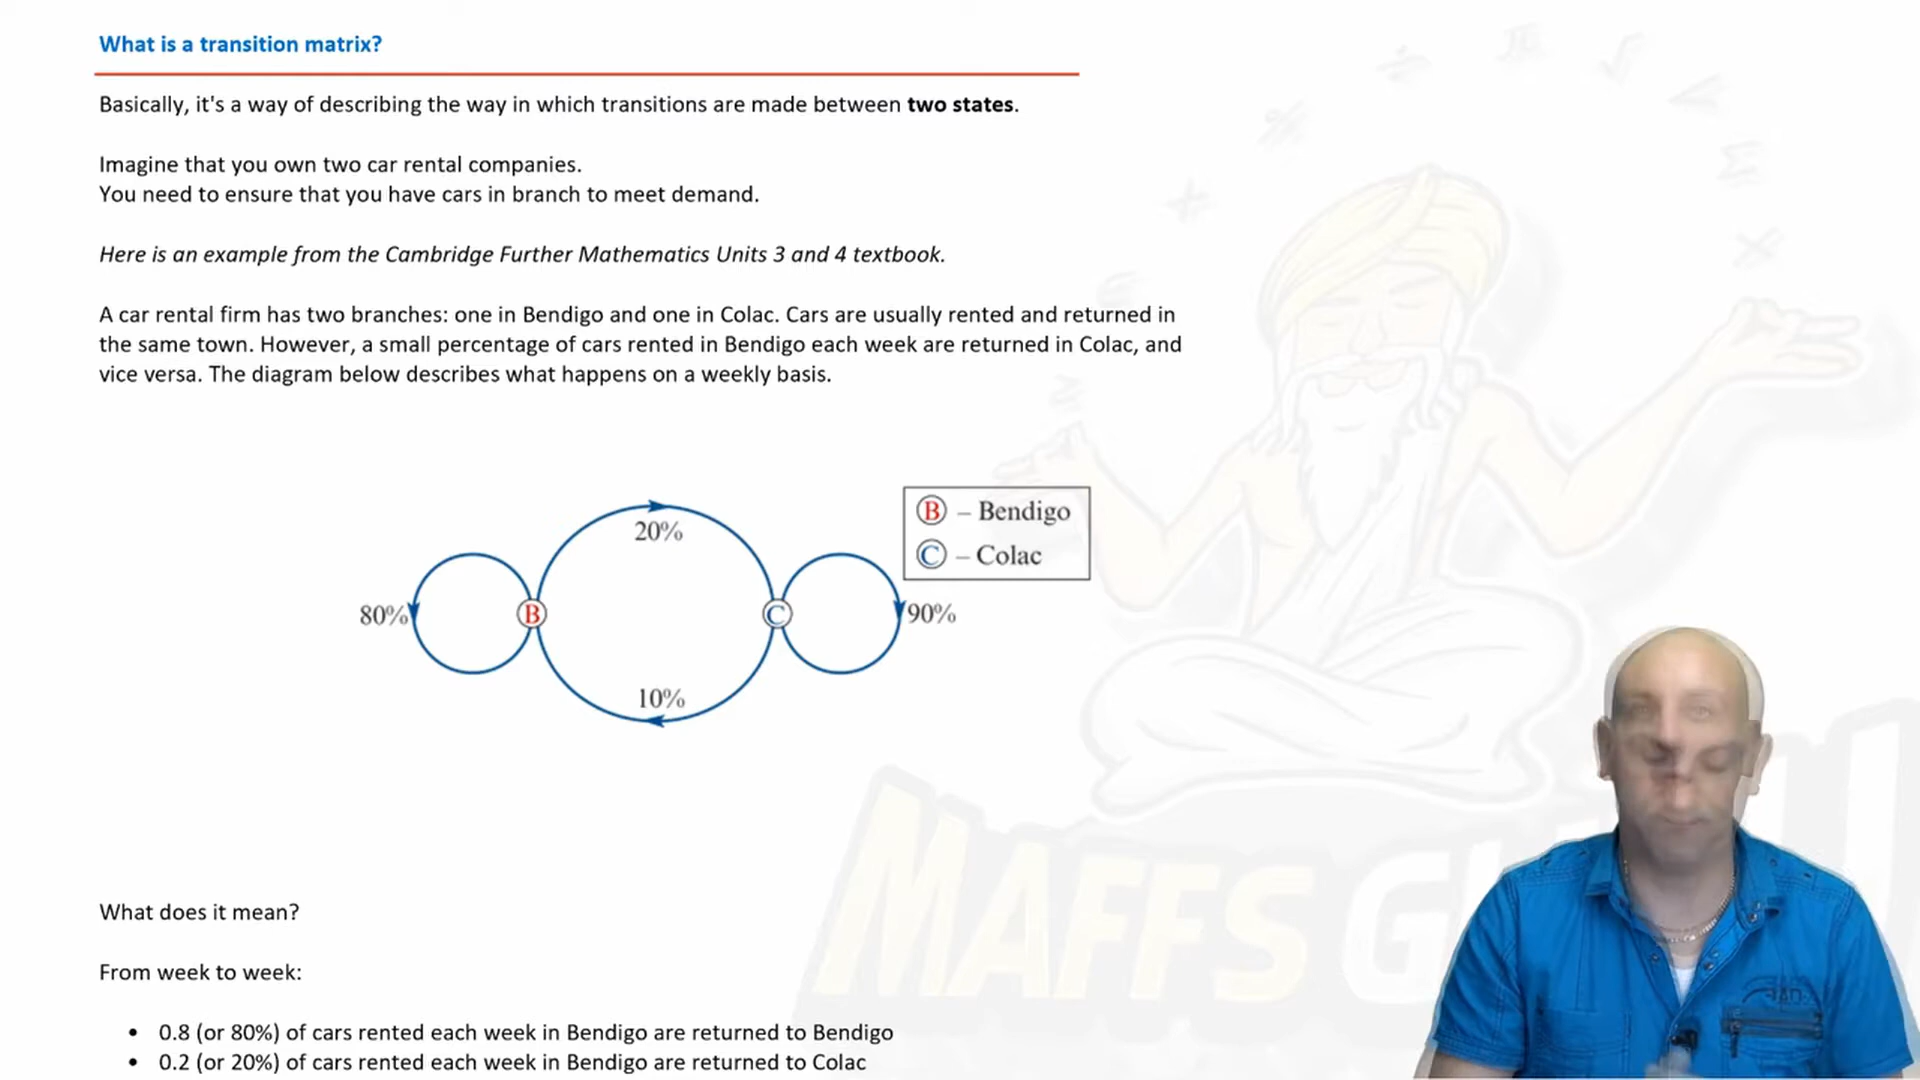 What is a transition matrix?
Basically, it's a way of describing the way in which transitions are made between two states.
Imagine that you own two car rental companies.
You need to ensure that you have cars in branch to meet demand.
Here is an example from the Cambridge Further Mathematics Units 3 and 4 textbook.
A car rental firm has two branches: one in Bendigo and one in Colac. Cars are usually rented and returned in
the same town. However, a small percentage of cars rented in Bendigo each week are returned in Colac, and
vice versa. The diagram below describes what happens on a weekly basis.
B – Bendigo
C – Colac
20%
80%
B
C
90%
10%
MAFFS G
What does it mean?
From week to week:
• 0.8 (or 80%) of cars rented each week in Bendigo are returned to Bendigo
• 0.2 (or 20%) of cars rented each week in Bendigo are returned to Colac